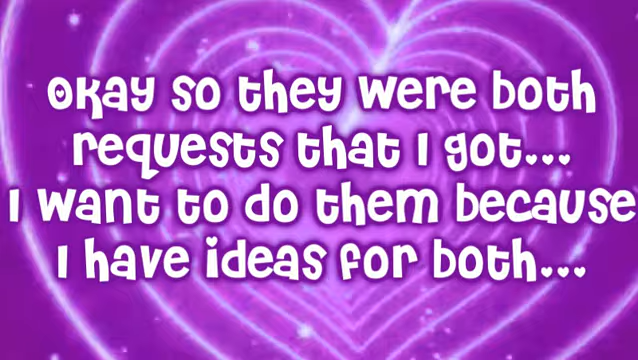 Okay so they were both
requests that I got...
I want to do them because
I have ideas for both...